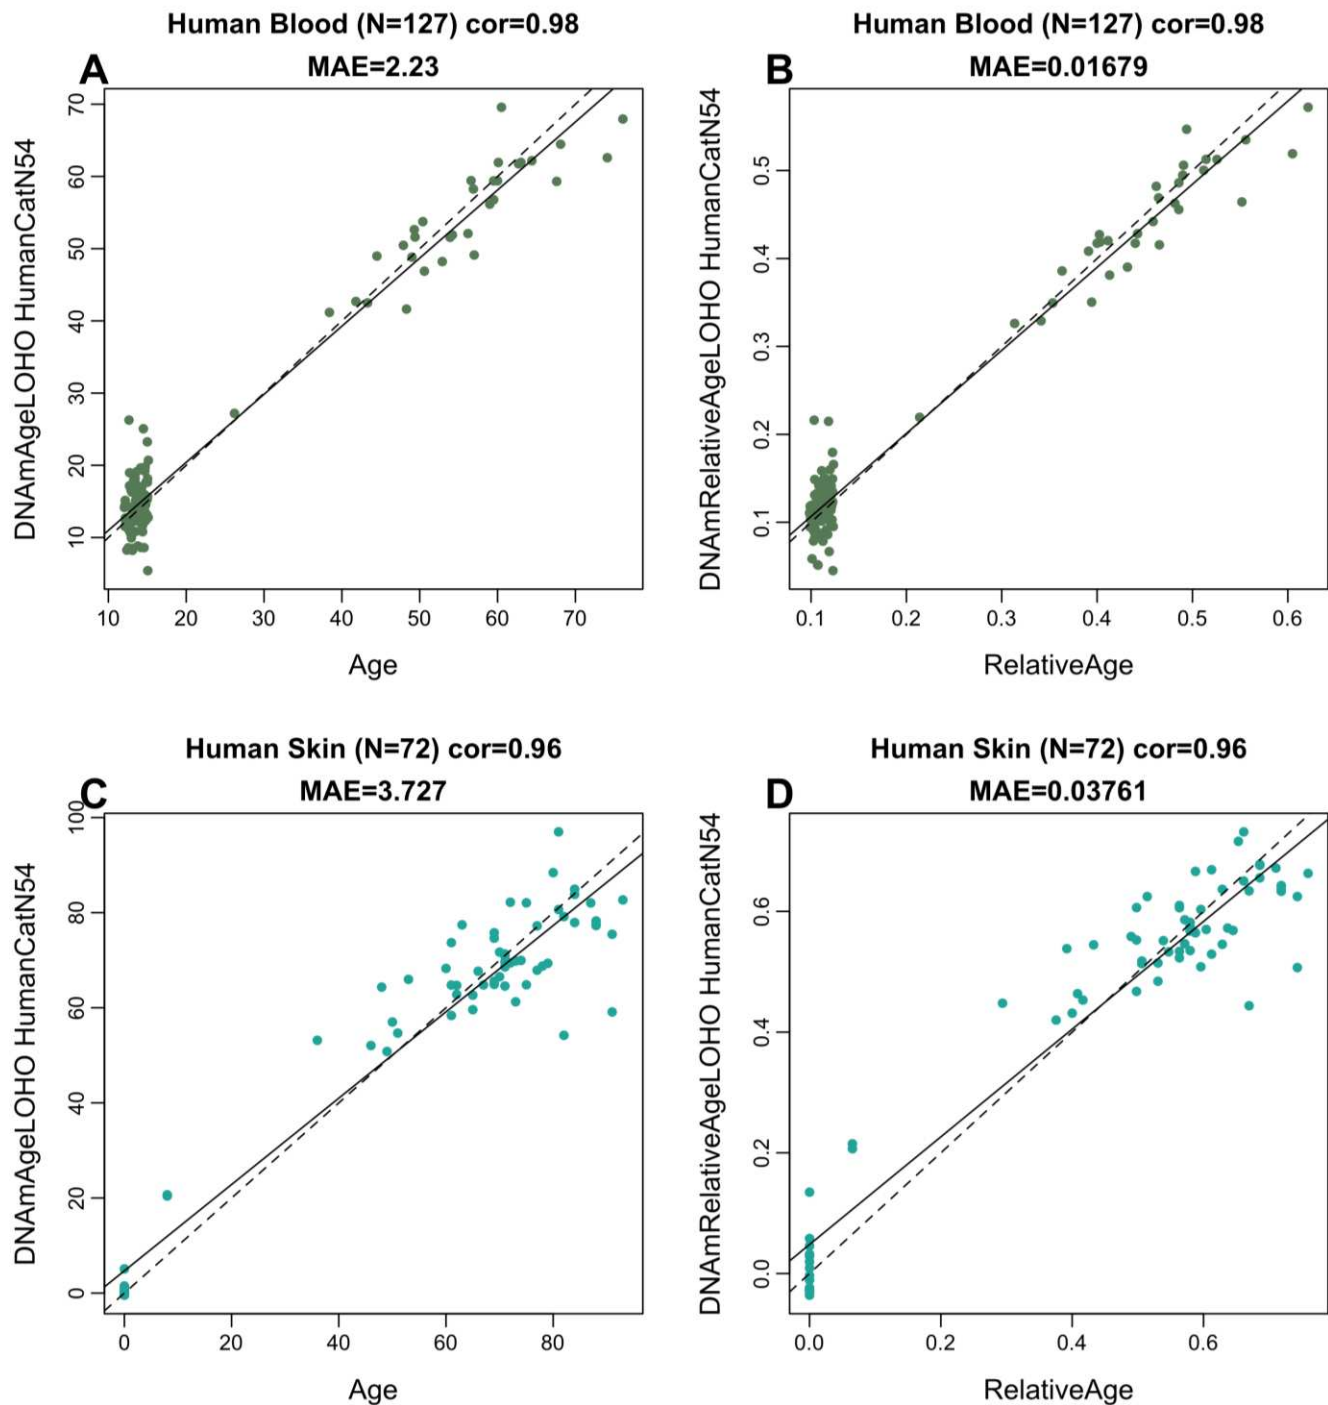 Human Blood (N=127) cor=0.98
MAE=2.23
A
DNAmAgeLOHO HumanCatN54
70
60
50
40
30
20
10
10 20 30 40 50 60 70
Age
Human Blood (N=127) cor=0.98
MAE=0.01679
B
DNAmRelativeAgeLOHO HumanCatN54
0.5
0.4
0.3
0.2
0.1
0.1 0.2 0.3 0.4 0.5 0.6
RelativeAge
Human Skin (N=72) cor=0.96
MAE=3.727
C
DNAmAgeLOHO HumanCatN54
100
80
60
40
20
0
0 20 40 60 80
Age
Human Skin (N=72) cor=0.96
MAE=0.03761
D
DNAmRelativeAgeLOHO HumanCatN54
0.6
0.4
0.2
0.0
0.0 0.2 0.4 0.6
RelativeAge